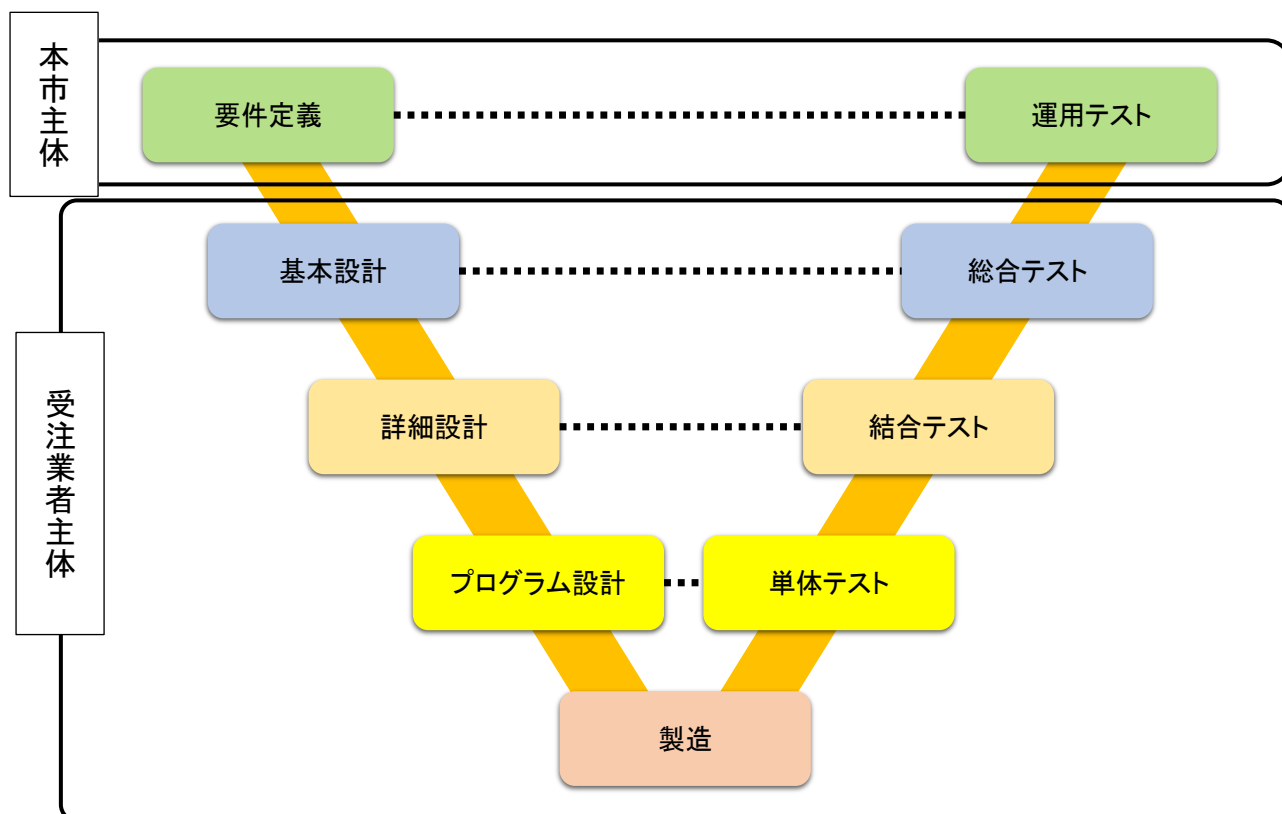 本市主体
要件定義
運用テスト
基本設計
総合テスト
受注業者主体
詳細設計
結合テスト
プログラム設計
単体テスト
製造